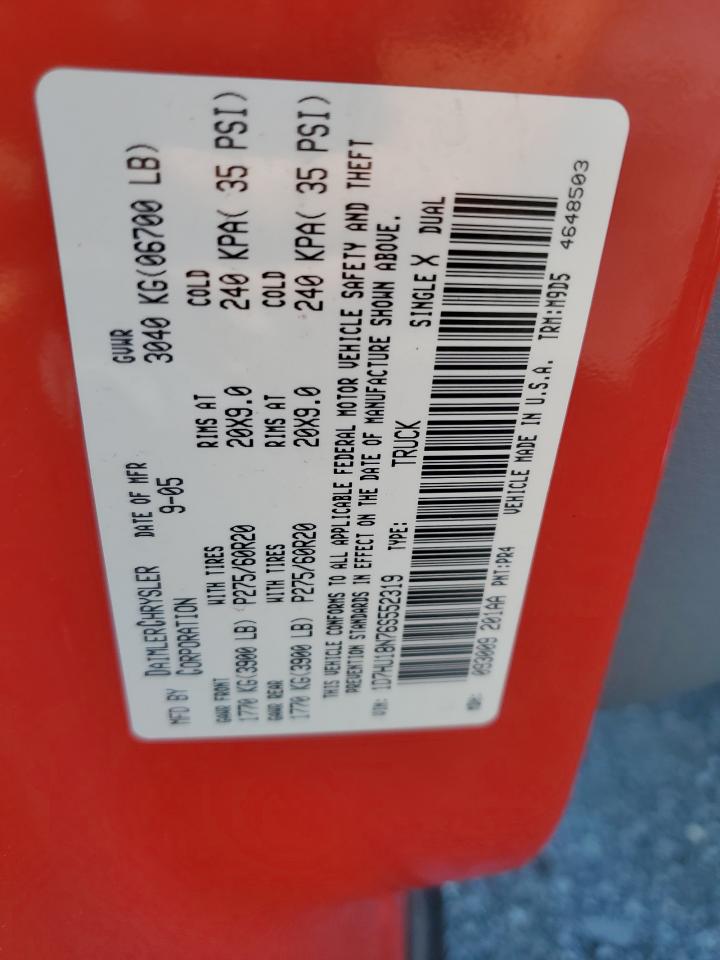 MFD BY DAIMLERCHRYSLER CORPORATION
DATE OF MFR 9-05
GVWR 3040 KG(06700 LB)
GAWR FRONT WITH TIRES RIMS AT COLD
1770 KG(3900 LB) P275/60R20 20X9.0 240 KPA( 35 PSI)
GAWR REAR WITH TIRES RIMS AT COLD
1770 KG(3900 LB) P275/60R20 20X9.0 240 KPA( 35 PSI)
THIS VEHICLE CONFORMS TO ALL APPLICABLE FEDERAL MOTOR VEHICLE SAFETY AND THEFT
PREVENTION STANDARDS IN EFFECT ON THE DATE OF MANUFACTURE SHOWN ABOVE.
VIN: 1D7HU18N76S552319 TYPE: TRUCK SINGLE X DUAL
MDH: 093009 201AA PNT:PR4 VEHICLE MADE IN U.S.A. TRM:M9D5
4648503